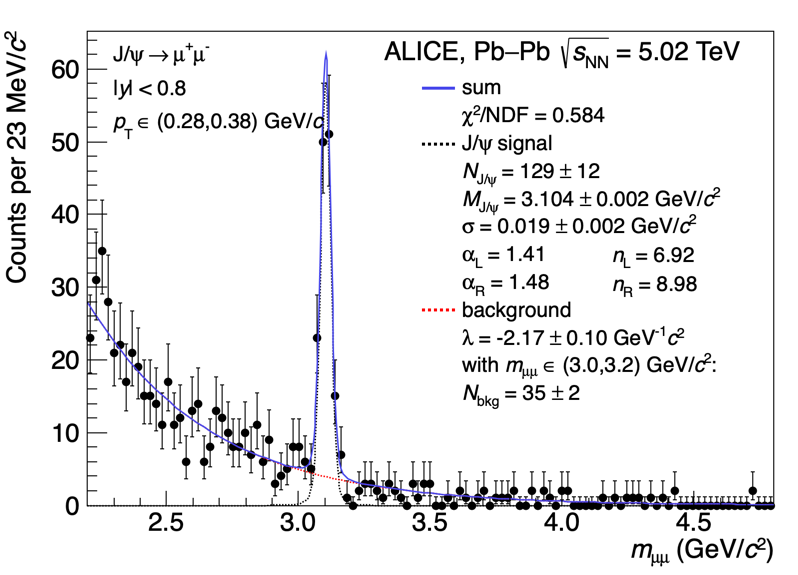 J/ψ → μ⁺μ⁻
|y| < 0.8
p_T ∈ (0.28,0.38) GeV/c
ALICE, Pb–Pb √s_NN = 5.02 TeV
sum
χ²/NDF = 0.584
J/ψ signal
N_J/ψ = 129 ± 12
M_J/ψ = 3.104 ± 0.002 GeV/c²
σ = 0.019 ± 0.002 GeV/c²
α_L = 1.41 n_L = 6.92
α_R = 1.48 n_R = 8.98
background
λ = -2.17 ± 0.10 GeV⁻¹c²
with m_μμ ∈ (3.0,3.2) GeV/c²:
N_bkg = 35 ± 2
Counts per 23 MeV/c²
60
50
40
30
20
10
0
2.5 3.0 3.5 4.0 4.5
m_μμ (GeV/c²)